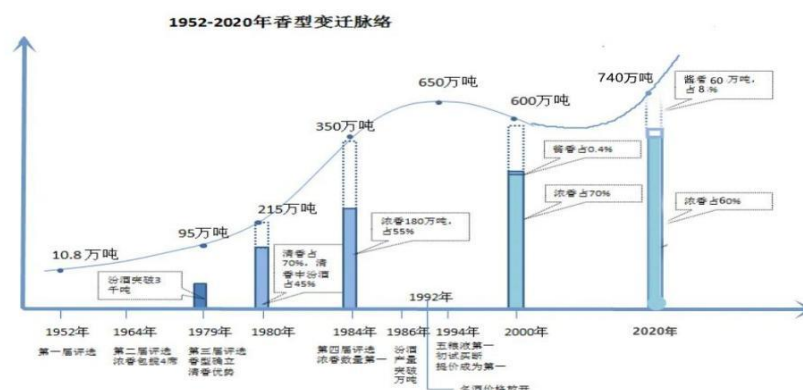 1952-2020年香型变迁脉络
10.8万吨
95万吨
215万吨
350万吨
650万吨
600万吨
740万吨
汾酒突破3
千吨
清香占
70%，清
香中汾酒
占45%
浓香180万吨，
占55%
酱香占0.4%
浓香占70%
酱香60万吨，
占8%
浓香占60%
1992年
1952年
1964年
1979年
1980年
1984年
1986年
1994年
2000年
2020年
第一届评选
第二届评选
浓香包揽4席
第三届评选
香型确立
清香优势
第四届评选
浓香数量第一
汾酒
产量
突破
万吨
五粮液第一
初试买断
提价成为第一
名酒价格放开